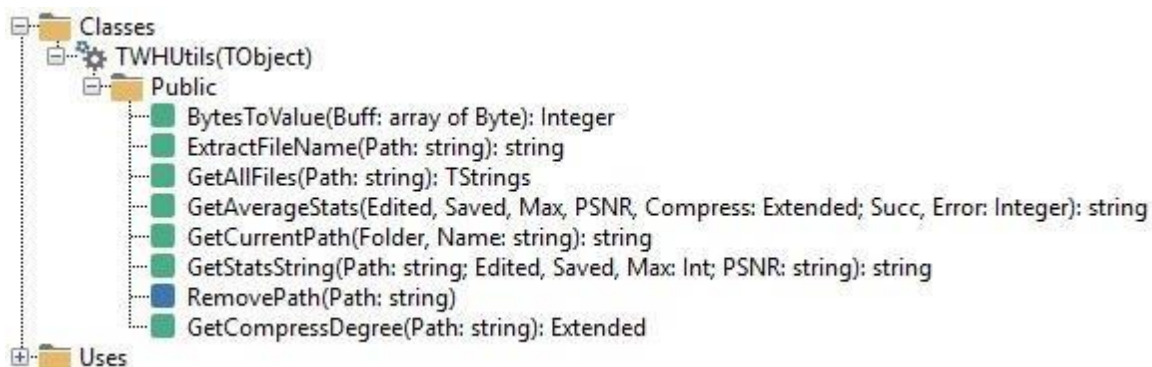 Classes
TWHUtils(TObject)
Public
BytesToValue(Buff: array of Byte): Integer
ExtractFileName(Path: string): string
GetAllFiles(Path: string): TStrings
GetAverageStats(Edited, Saved, Max, PSNR, Compress: Extended; Succ, Error: Integer): string
GetCurrentPath(Folder, Name: string): string
GetStatsString(Path: string; Edited, Saved, Max: Int; PSNR: string): string
RemovePath(Path: string)
GetCompressDegree(Path: string): Extended
Uses